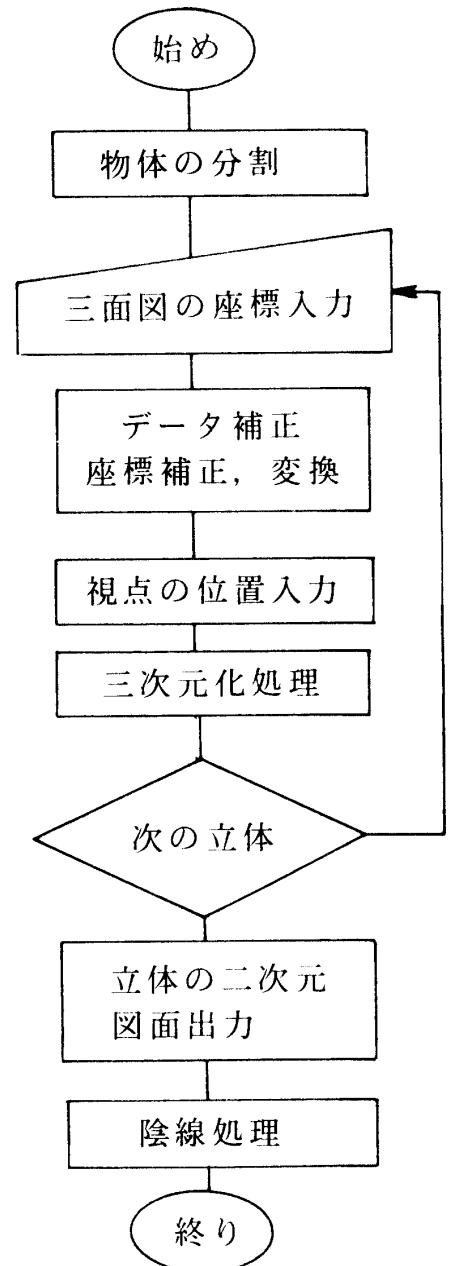 始め
物体の分割
三面図の座標入力
データ補正
座標補正, 変換
視点の位置入力
三次元化処理
次の立体
立体の二次元
図面出力
陰線処理
終り